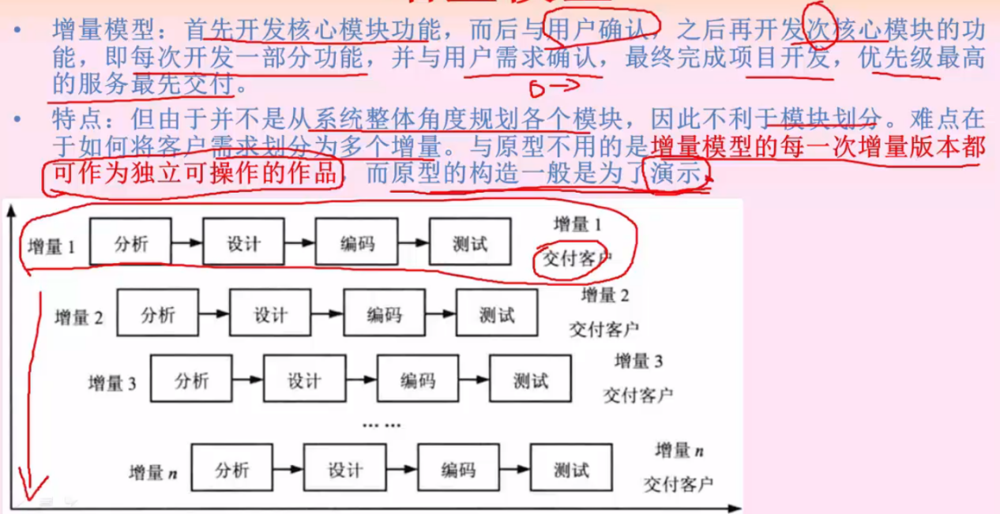 • 增量模型：首先开发核心模块功能，而后与用户确认，之后再开发次核心模块的功
能，即每次开发一部分功能，并与用户需求确认，最终完成项目开发，优先级最高
的服务最先交付。
• 特点：但由于并不是从系统整体角度规划各个模块，因此不利于模块划分。难点在
于如何将客户需求划分为多个增量。与原型不用的是增量模型的每一次增量版本都
可作为独立可操作的作品，而原型的构造一般是为了演示。
增量 1 分析 设计 编码 测试 增量 1
交付客户
增量 2 分析 设计 编码 测试 增量 2
交付客户
增量 3 分析 设计 编码 测试 增量 3
交付客户
... ...
增量 n 分析 设计 编码 测试 增量 n
交付客户